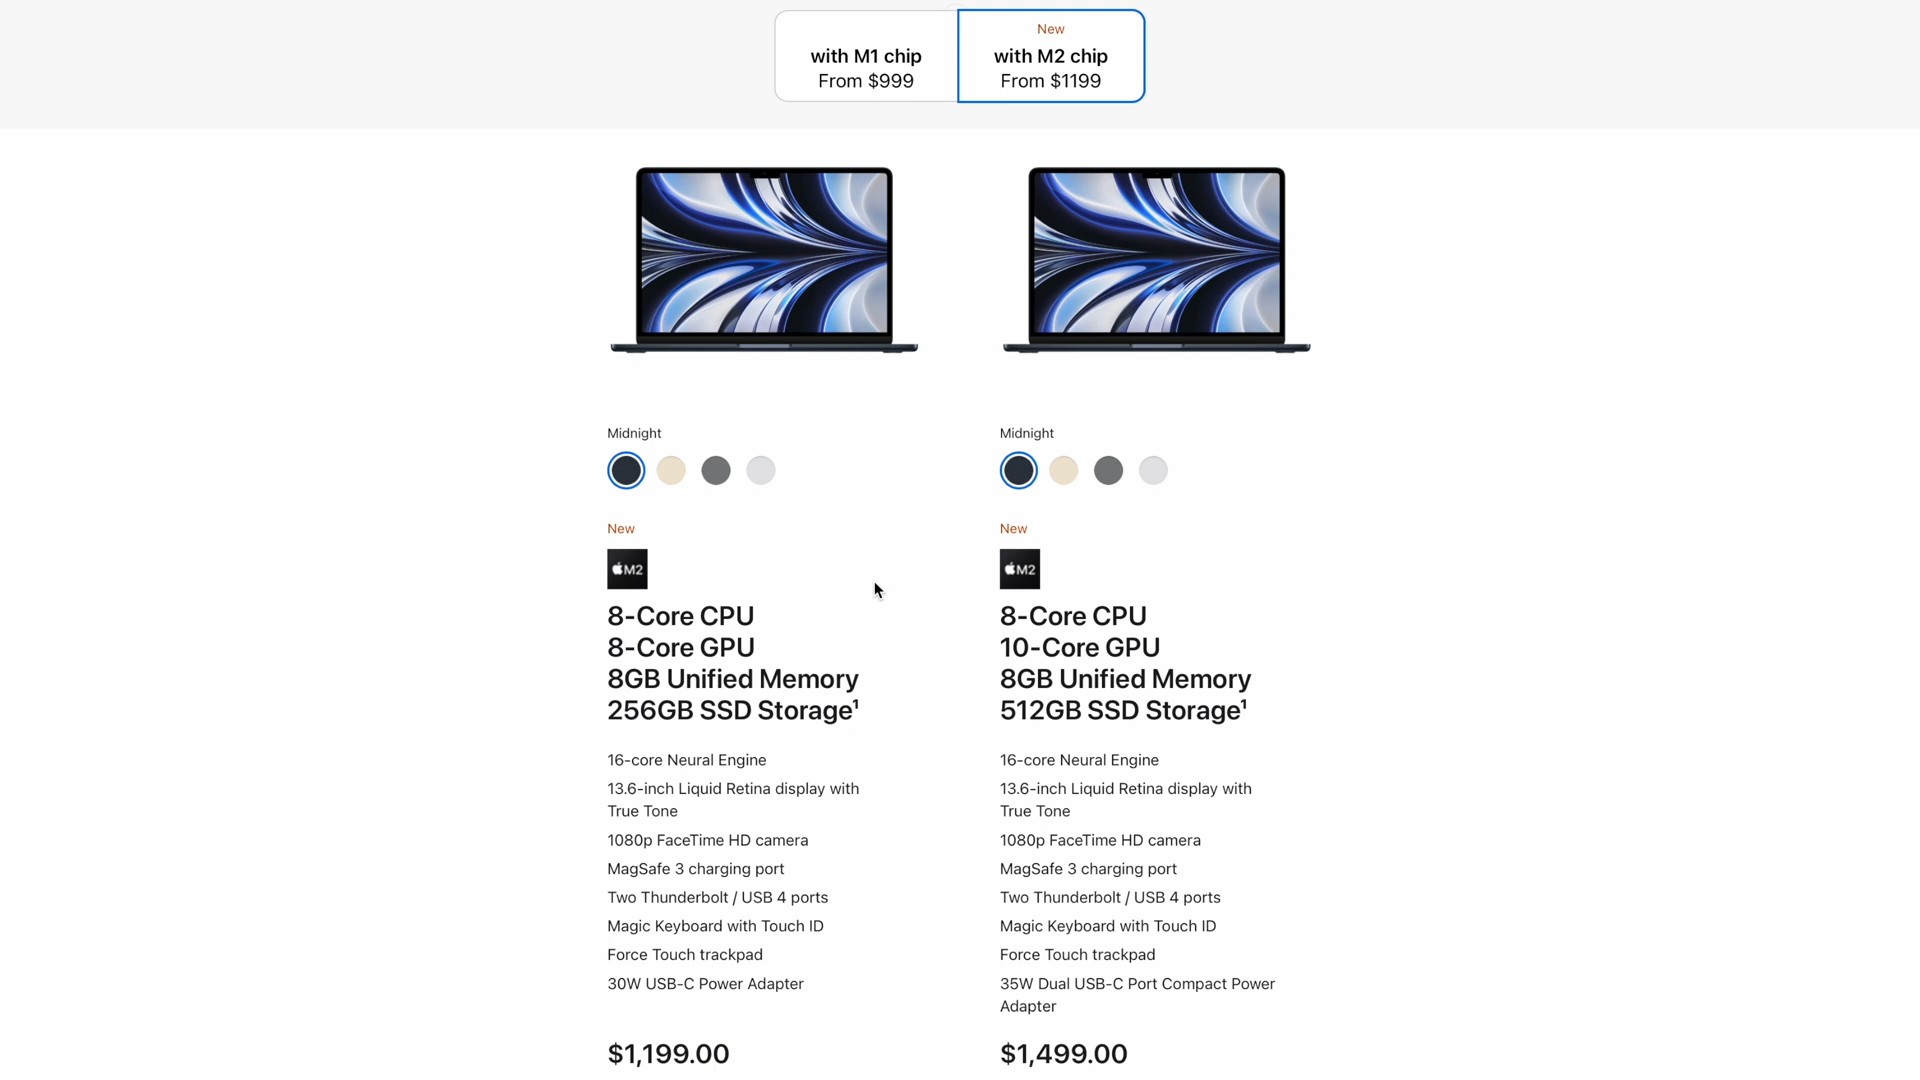 with M1 chip
From $999
New
with M2 chip
From $1199
Midnight
New
M2
8-Core CPU
8-Core GPU
8GB Unified Memory
256GB SSD Storage¹
16-core Neural Engine
13.6-inch Liquid Retina display with
True Tone
1080p FaceTime HD camera
MagSafe 3 charging port
Two Thunderbolt / USB 4 ports
Magic Keyboard with Touch ID
Force Touch trackpad
30W USB-C Power Adapter
$1,199.00
Midnight
New
M2
8-Core CPU
10-Core GPU
8GB Unified Memory
512GB SSD Storage¹
16-core Neural Engine
13.6-inch Liquid Retina display with
True Tone
1080p FaceTime HD camera
MagSafe 3 charging port
Two Thunderbolt / USB 4 ports
Magic Keyboard with Touch ID
Force Touch trackpad
35W Dual USB-C Port Compact Power
Adapter
$1,499.00